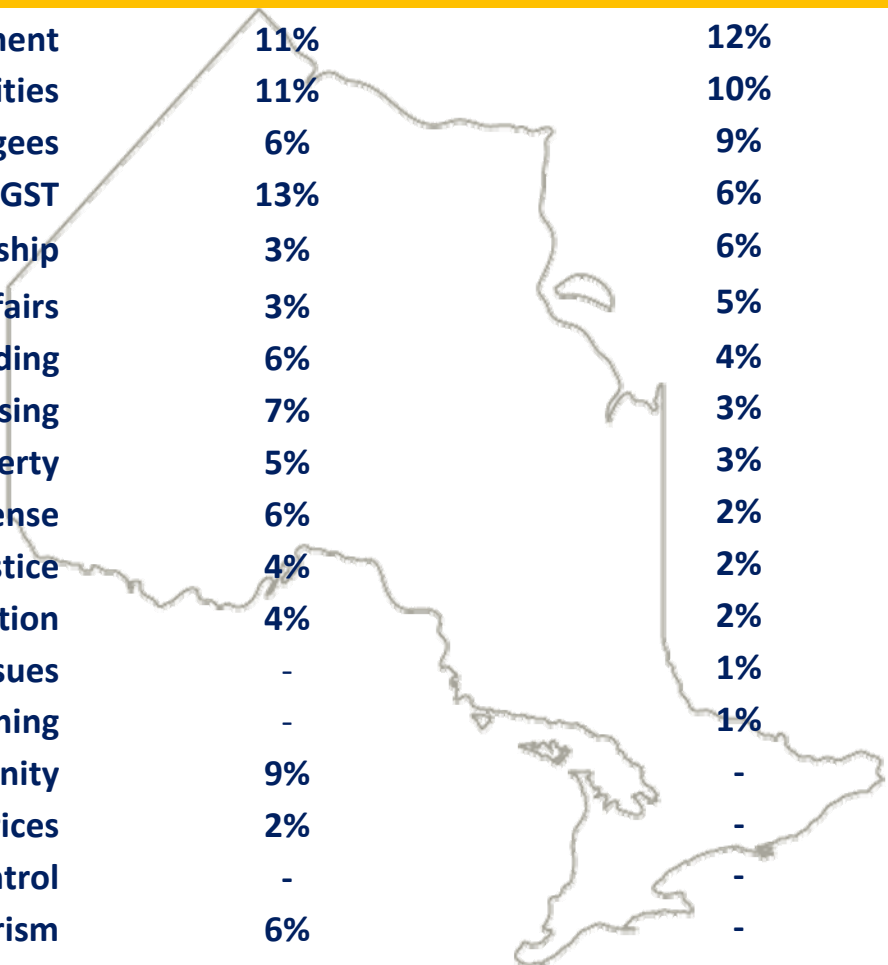 ment 11% 12%
ities 11% 10%
gees 6% 9%
GST 13% 6%
ship 3% 6%
fairs 3% 5%
ding 6% 4%
sing 7% 3%
erty 5% 3%
ense 6% 2%
stice 4% 2%
tion 4% 2%
sues - 1%
ning - 1%
nity 9% -
ices 2% -
ntrol - -
rism 6% -